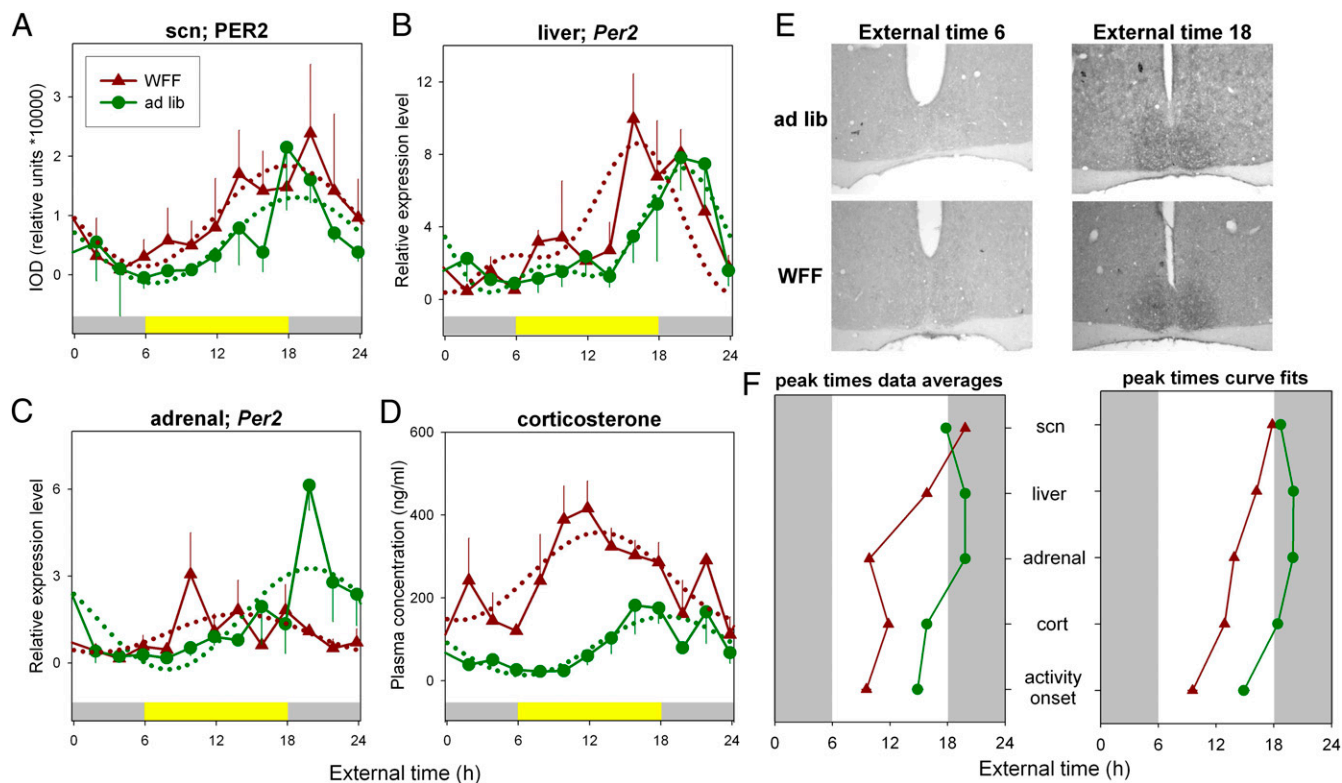 A
scn; PER2
IOD (relative units *10000)
3
2
1
0
WFF
ad lib
0 6 12 18 24
B
liver; Per2
Relative expression level
12
8
4
0
0 6 12 18 24
E
External time 6 External time 18
ad lib
WFF
C
adrenal; Per2
Relative expression level
6
3
0
0 6 12 18 24
D
corticosterone
Plasma concentration (ng/ml)
600
400
200
0
0 6 12 18 24
External time (h)
F
peak times data averages
peak times curve fits
scn
liver
adrenal
cort
activity
onset
0 6 12 18 24
0 6 12 18 24
External time (h)